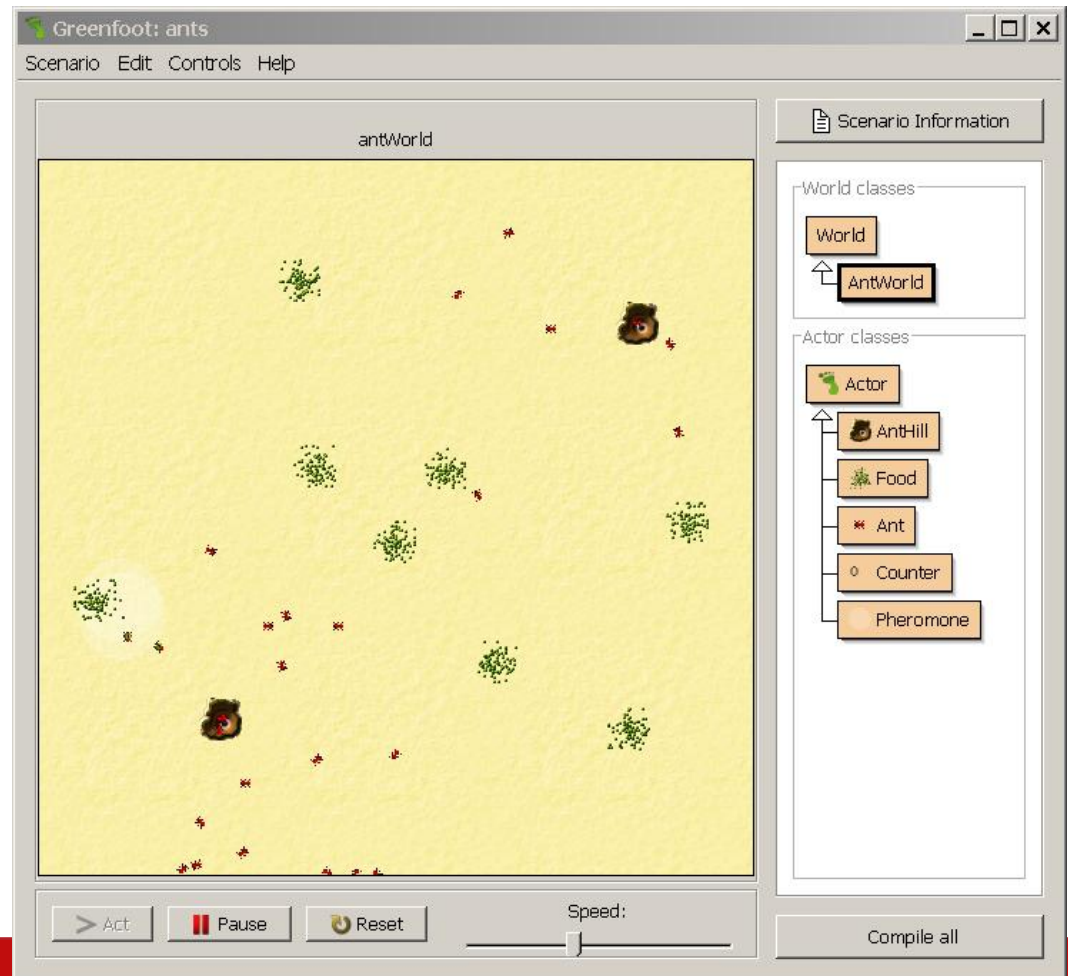 Greenfoot: ants
Scenario Edit Controls Help
antWorld
Scenario Information
World classes
World
AntWorld
Actor classes
Actor
AntHill
Food
Ant
Counter
Pheromone
Act
Pause
Reset
Speed:
Compile all